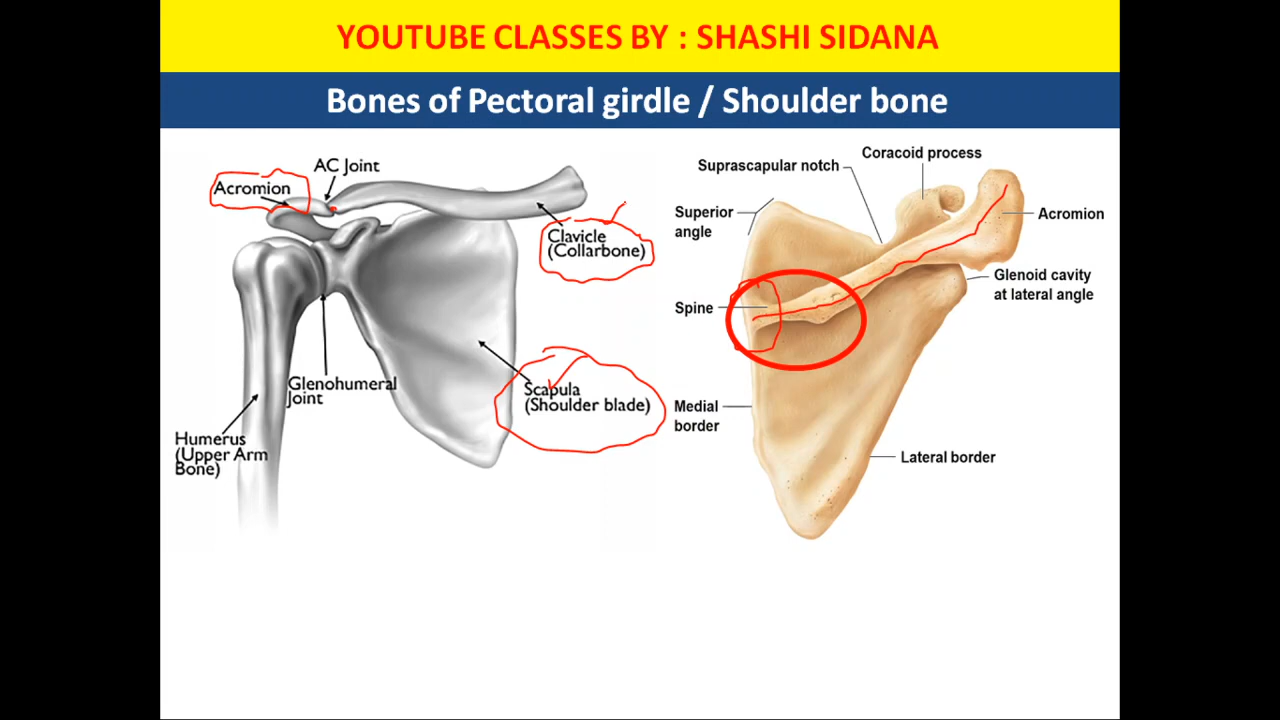 YOUTUBE CLASSES BY : SHASHI SIDANA
Bones of Pectoral girdle / Shoulder bone
AC Joint
Acromion
Clavicle
(Collarbone)
Glenohumeral
Joint
Scapula
(Shoulder blade)
Humerus
(Upper Arm
Bone)
Coracoid process
Suprascapular notch
Superior
angle
Acromion
Glenoid cavity
at lateral angle
Spine
Medial
border
Lateral border